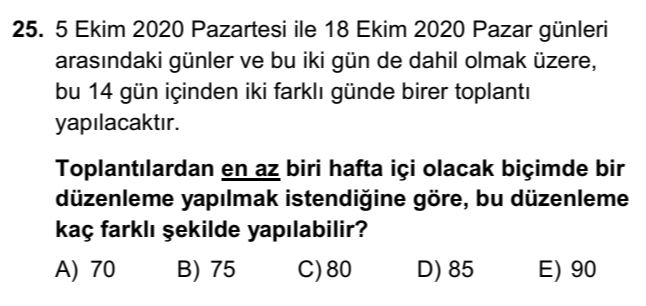 25. 5 Ekim 2020 Pazartesi ile 18 Ekim 2020 Pazar günleri
arasındaki günler ve bu iki gün de dahil olmak üzere,
bu 14 gün içinden iki farklı günde birer toplantı
yapılacaktır.
Toplantılardan en az biri hafta içi olacak biçimde bir
düzenleme yapılmak istendiğine göre, bu düzenleme
kaç farklı şekilde yapılabilir?
A) 70 B) 75 C) 80 D) 85 E) 90